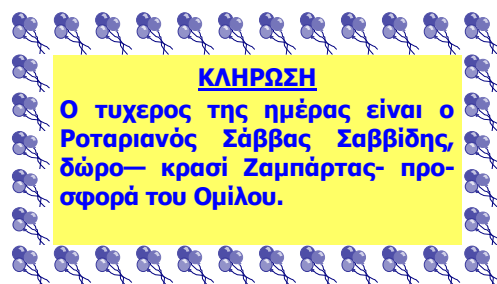 ΚΛΗΡΩΣΗ
Ο τυχερος της ημέρας είναι ο
Ροταριανός Σάββας Σαββίδης,
δώρο— κρασί Ζαμπάρτας- προ-
σφορά του Ομίλου.